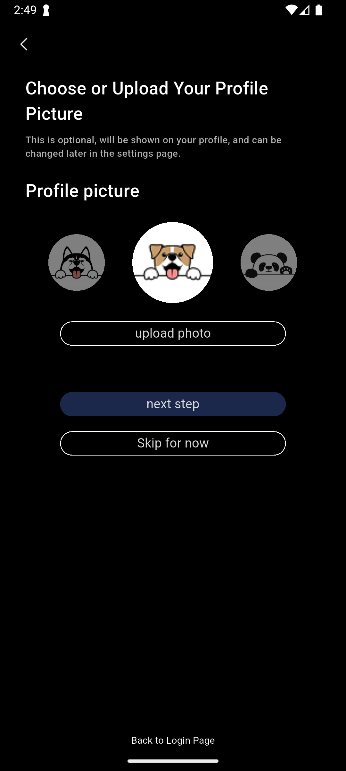 2:49
Choose or Upload Your Profile
Picture
This is optional, will be shown on your profile, and can be
changed later in the settings page.
Profile picture
upload photo
next step
Skip for now
Back to Login Page